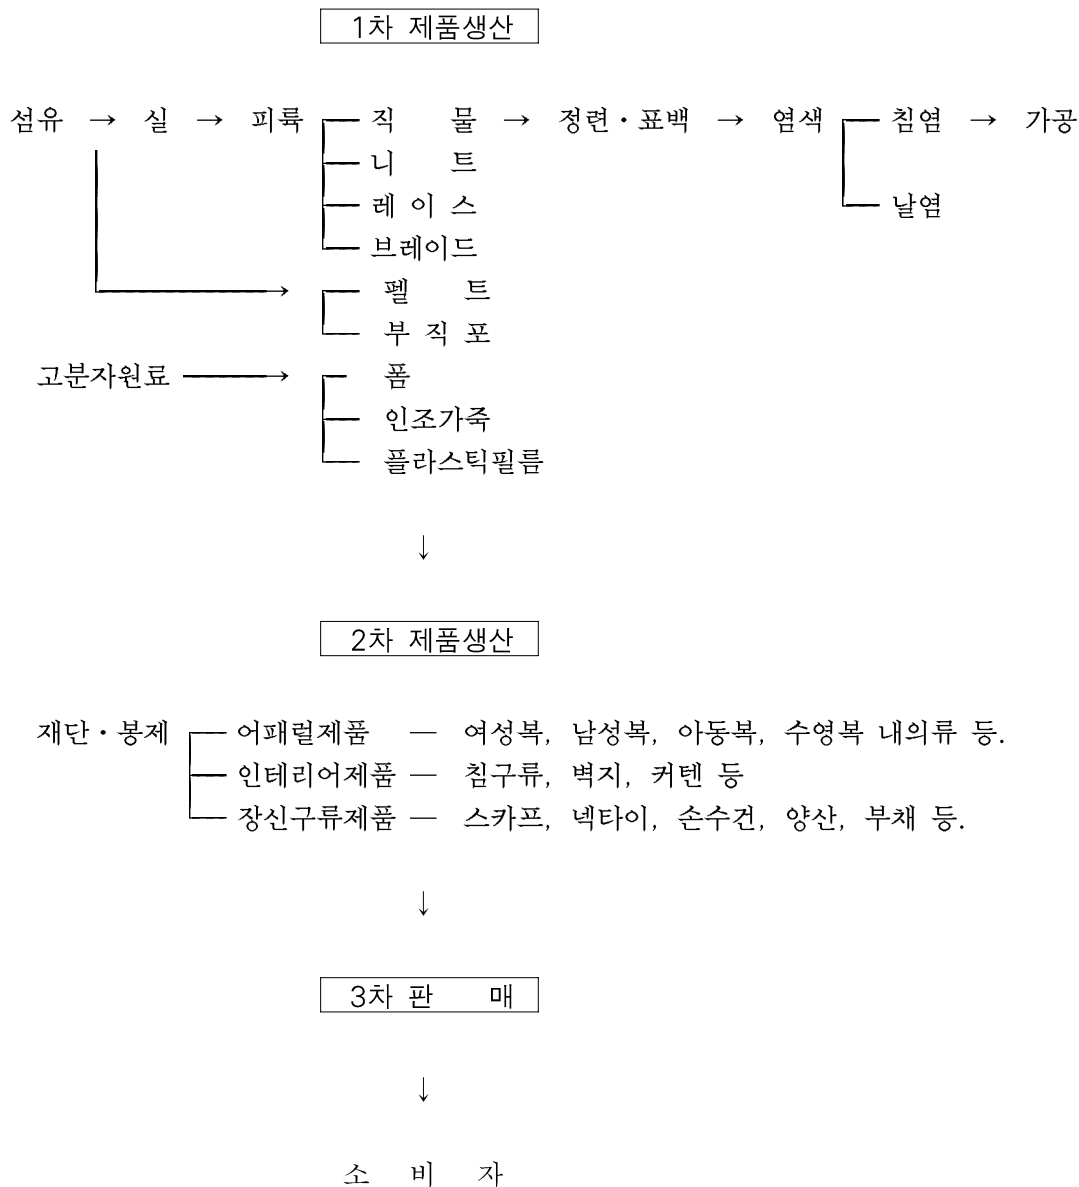 1차 제품생산
섬유 → 실 → 피륙 직 물 → 정련·표백 → 염색 침염 → 가공
니 트
레 이 스 날염
브레이드
펠 트
부 직 포
고분자원료 → 폼
인조가죽
플라스틱필름
↓
2차 제품생산
재단·봉제 어패럴제품 — 여성복, 남성복, 아동복, 수영복 내의류 등.
인테리어제품 — 침구류, 벽지, 커텐 등
장신구류제품 — 스카프, 넥타이, 손수건, 양산, 부채 등.
↓
3차 판 매
↓
소 비 자